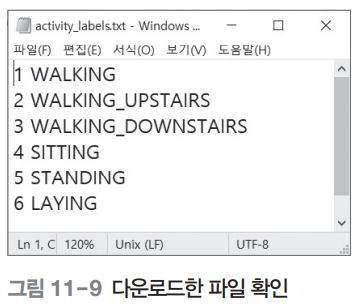 activity_labels.txt - Windows ...
파일(F) 편집(E) 서식(O) 보기(V) 도움말(H)
1 WALKING
2 WALKING_UPSTAIRS
3 WALKING_DOWNSTAIRS
4 SITTING
5 STANDING
6 LAYING
Ln 1, C 120% Unix (LF) UTF-8
그림 11-9 다운로드한 파일 확인